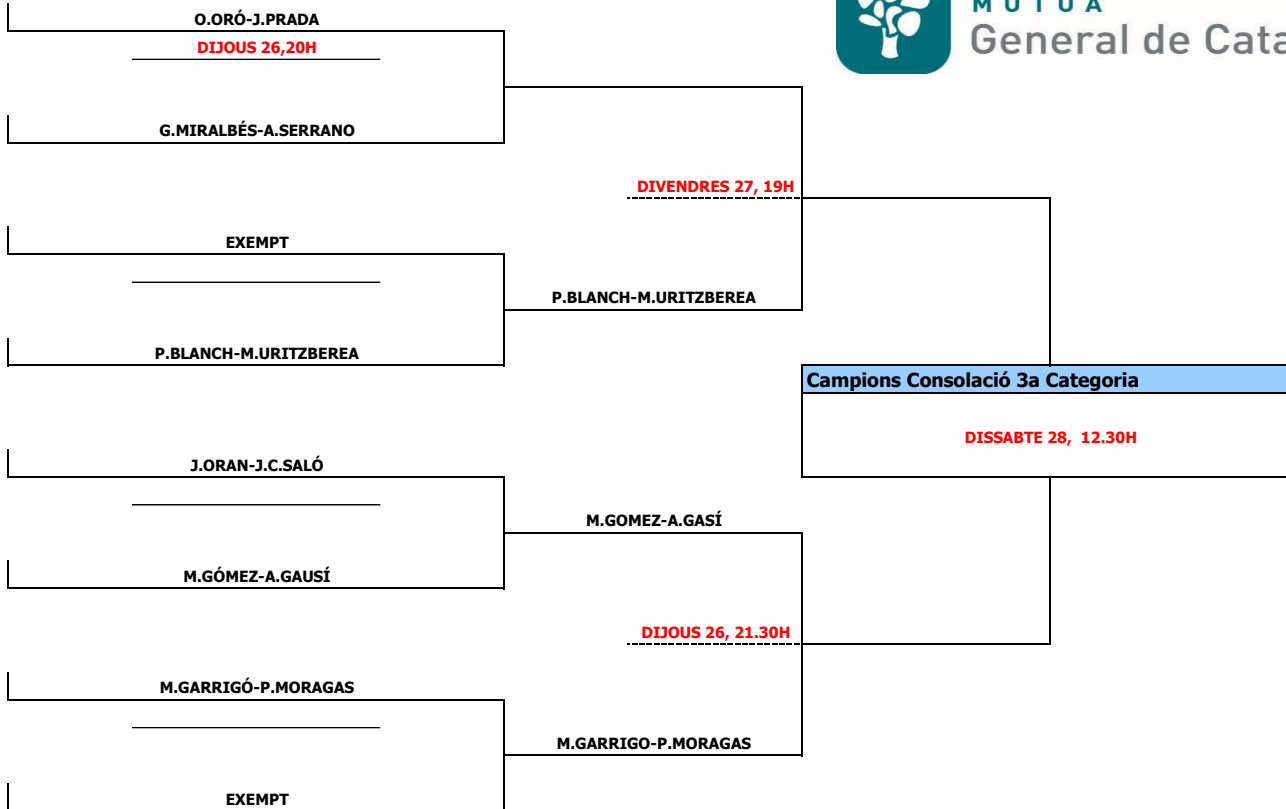 MUTUA
General de Cata
O.ORÓ-J.PRADA
DIJOUS 26,20H
G.MIRALBÉS-A.SERRANO
DIVENDRES 27, 19H
EXEMPT
P.BLANCH-M.URITZBEREA
P.BLANCH-M.URITZBEREA
Campions Consolació 3a Categoria
DISSABTE 28, 12.30H
J.ORAN-J.C.SALÓ
M.GOMEZ-A.GASÍ
M.GÓMEZ-A.GAUSÍ
DIJOUS 26, 21.30H
M.GARRIGÓ-P.MORAGAS
M.GARRIGO-P.MORAGAS
EXEMPT